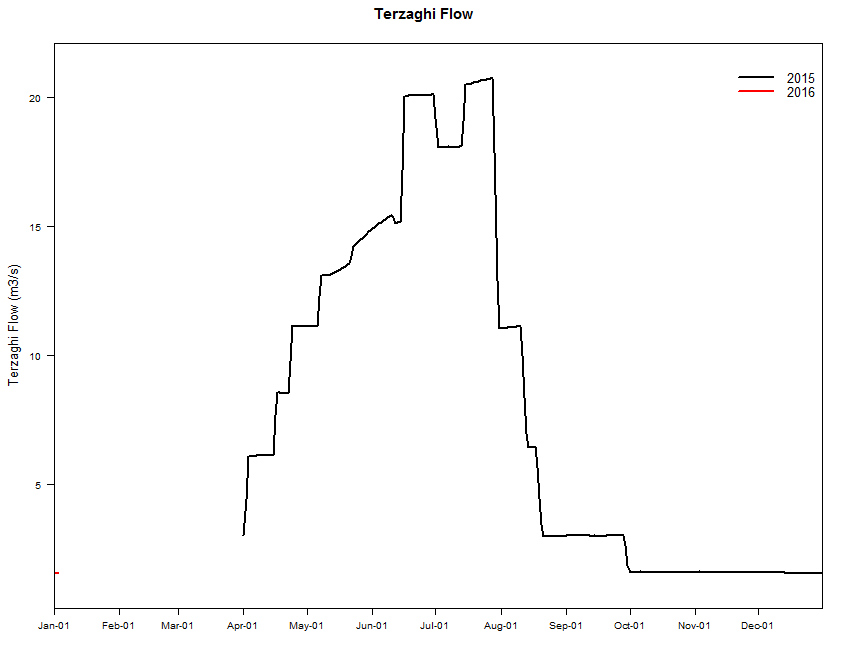 Terzaghi Flow
2015
2016
Terzaghi Flow (m3/s)
20
15
10
5
Jan-01 Feb-01 Mar-01 Apr-01 May-01 Jun-01 Jul-01 Aug-01 Sep-01 Oct-01 Nov-01 Dec-01